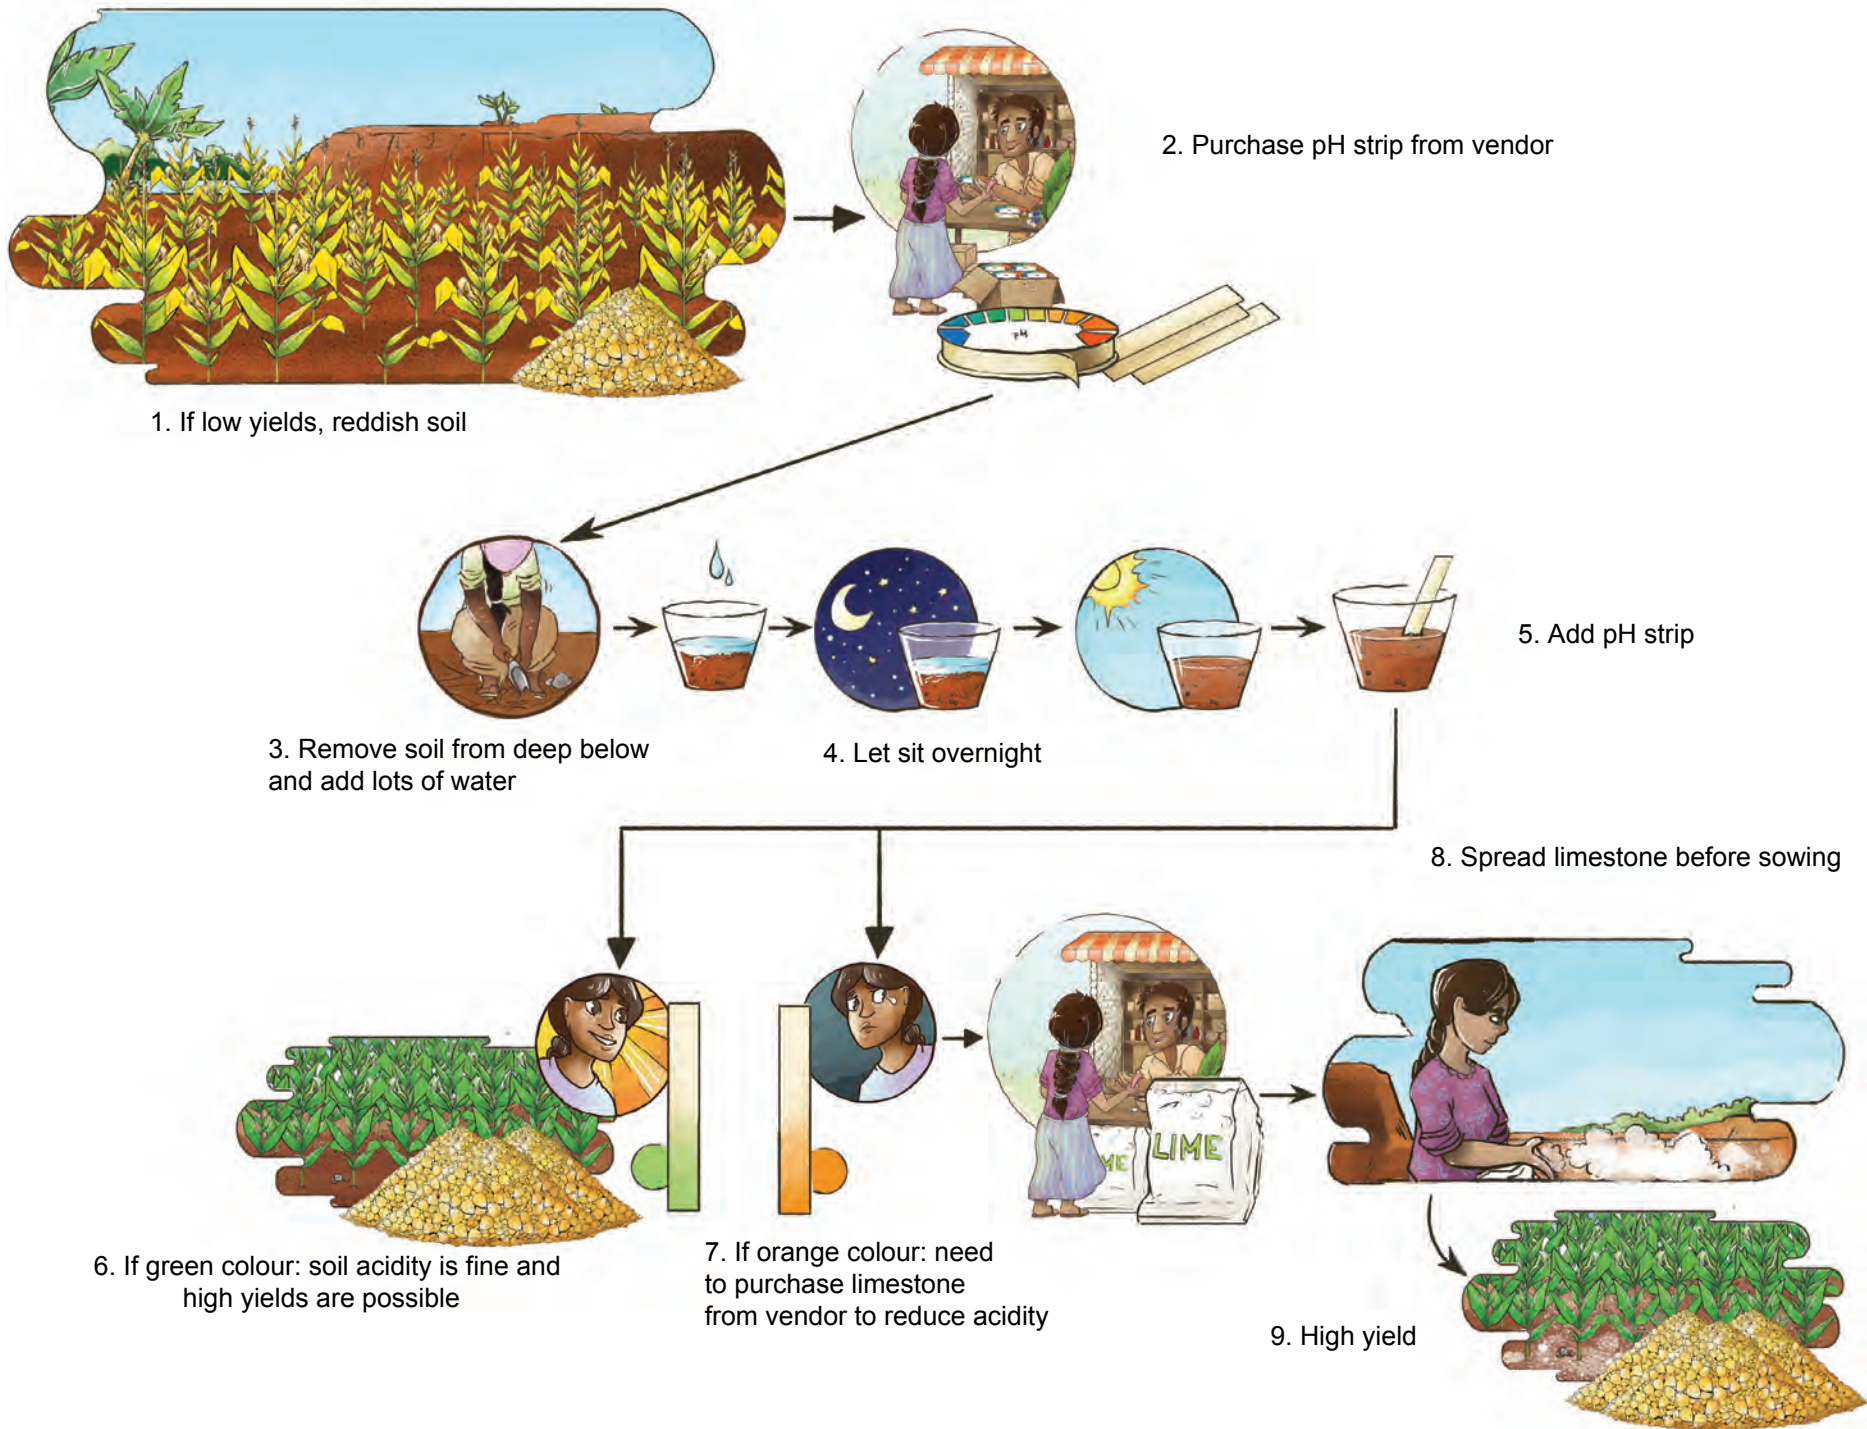 2. Purchase pH strip from vendor
pH
1. If low yields, reddish soil
5. Add pH strip
3. Remove soil from deep below
and add lots of water
4. Let sit overnight
8. Spread limestone before sowing
ME
LIME
6. If green colour: soil acidity is fine and
high yields are possible
7. If orange colour: need
to purchase limestone
from vendor to reduce acidity
9. High yield